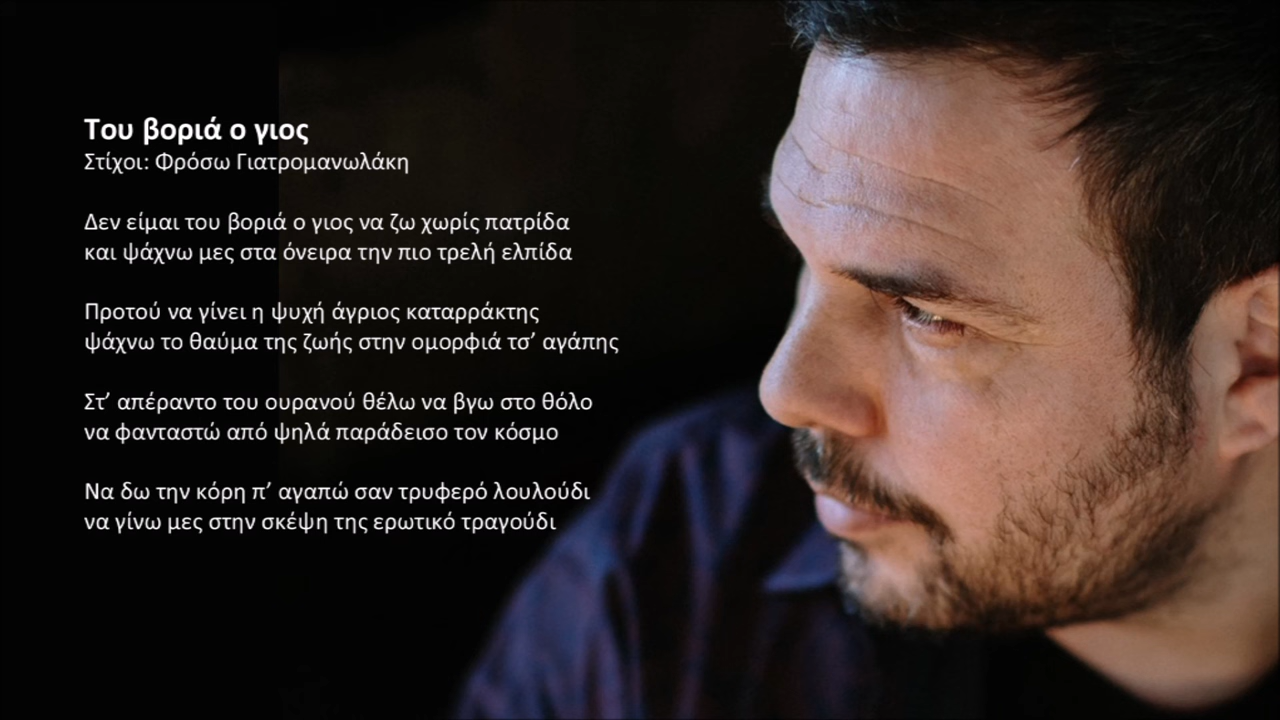 Του βοριά ο γιος
Στίχοι: Φρόσω Γιατρομανωλάκη
Δεν είμαι του βοριά ο γιος να ζω χωρίς πατρίδα
και ψάχνω μες στα όνειρα την πιο τρελή ελπίδα
Προτού να γίνει η ψυχή άγριος καταρράκτης
ψάχνω το θαύμα της ζωής στην ομορφιά τσ’ αγάπης
Στ’ απέραντο του ουρανού θέλω να βγω στο θόλο
να φανταστώ από ψηλά παράδεισο τον κόσμο
Να δω την κόρη π’ αγαπώ σαν τρυφερό λουλούδι
να γίνω μες στην σκέψη της ερωτικό τραγούδι